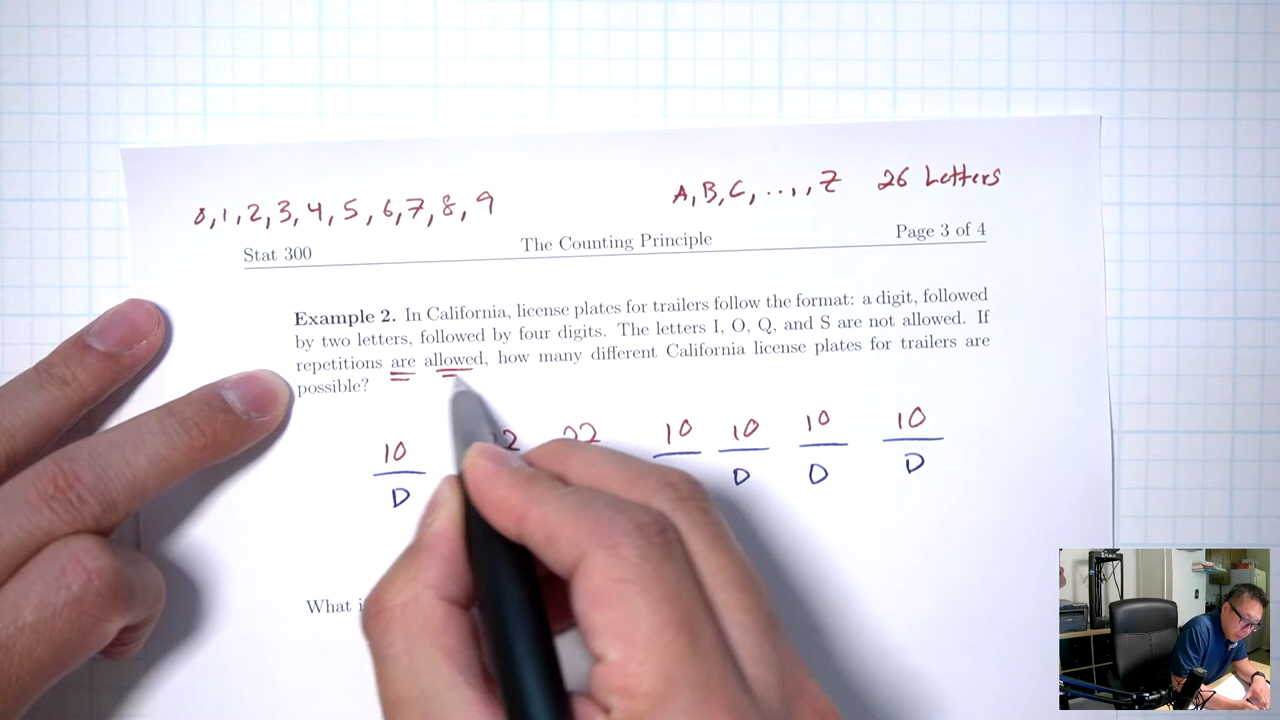 0, 1, 2, 3, 4, 5, 6, 7, 8, 9
A, B, C, ..., Z 26 Letters
Stat 300 The Counting Principle Page 3 of 4
Example 2. In California, license plates for trailers follow the format: a digit, followed
by two letters, followed by four digits. The letters I, O, Q, and S are not allowed. If
repetitions are allowed, how many different California license plates for trailers are
possible?
10 22 10 10 10 10
D D D D
What